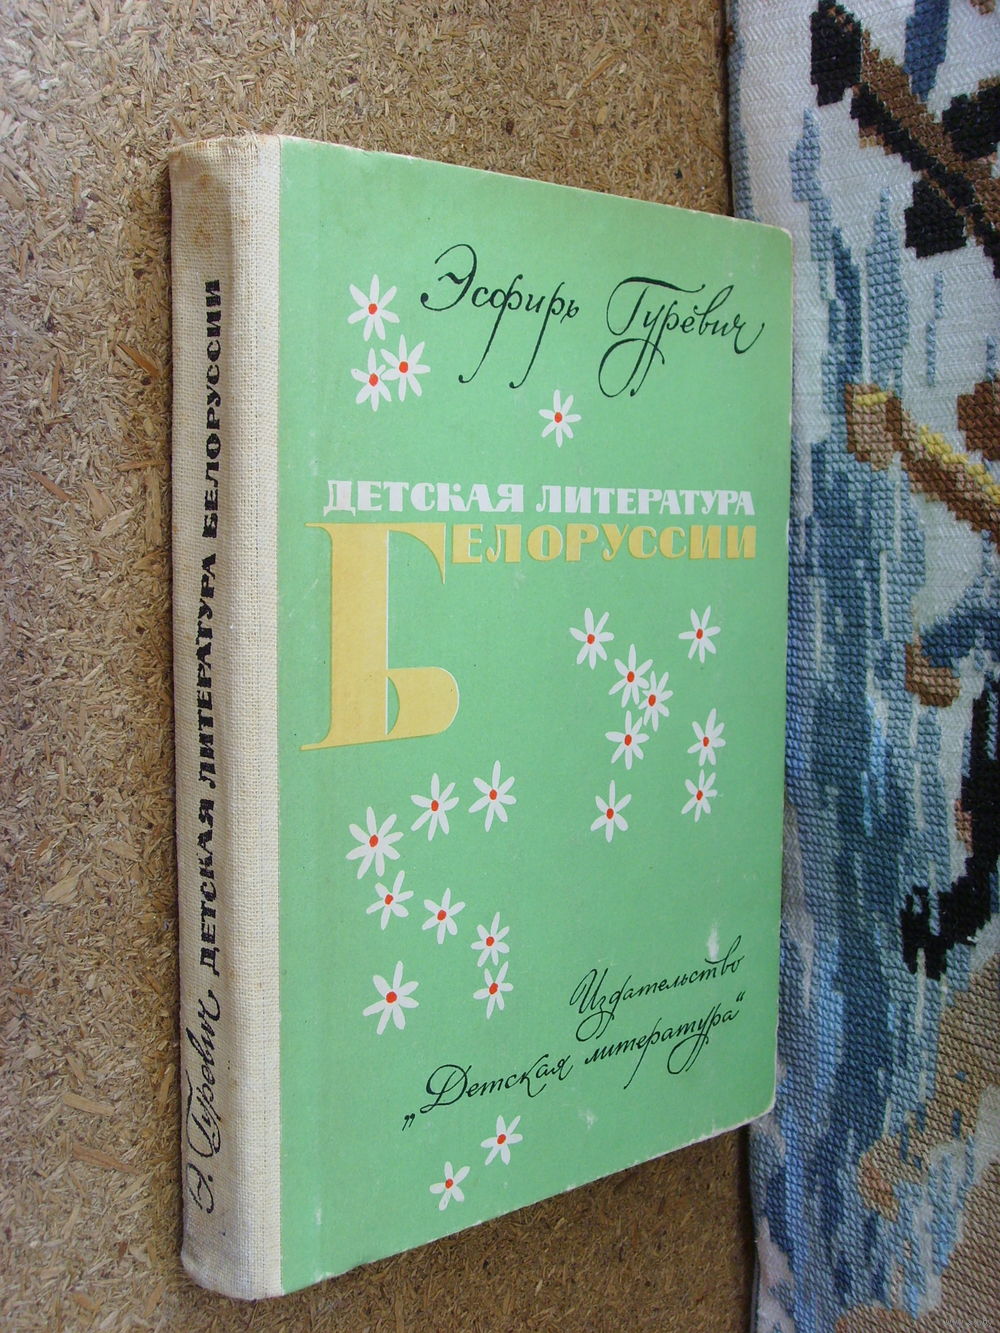 Эсфирь Гуревич
ДЕТСКАЯ ЛИТЕРАТУРА
БЕЛОРУССИИ
Издательство
„Детская литература“
Э. Гуревич ДЕТСКАЯ ЛИТЕРАТУРА БЕЛОРУССИИ